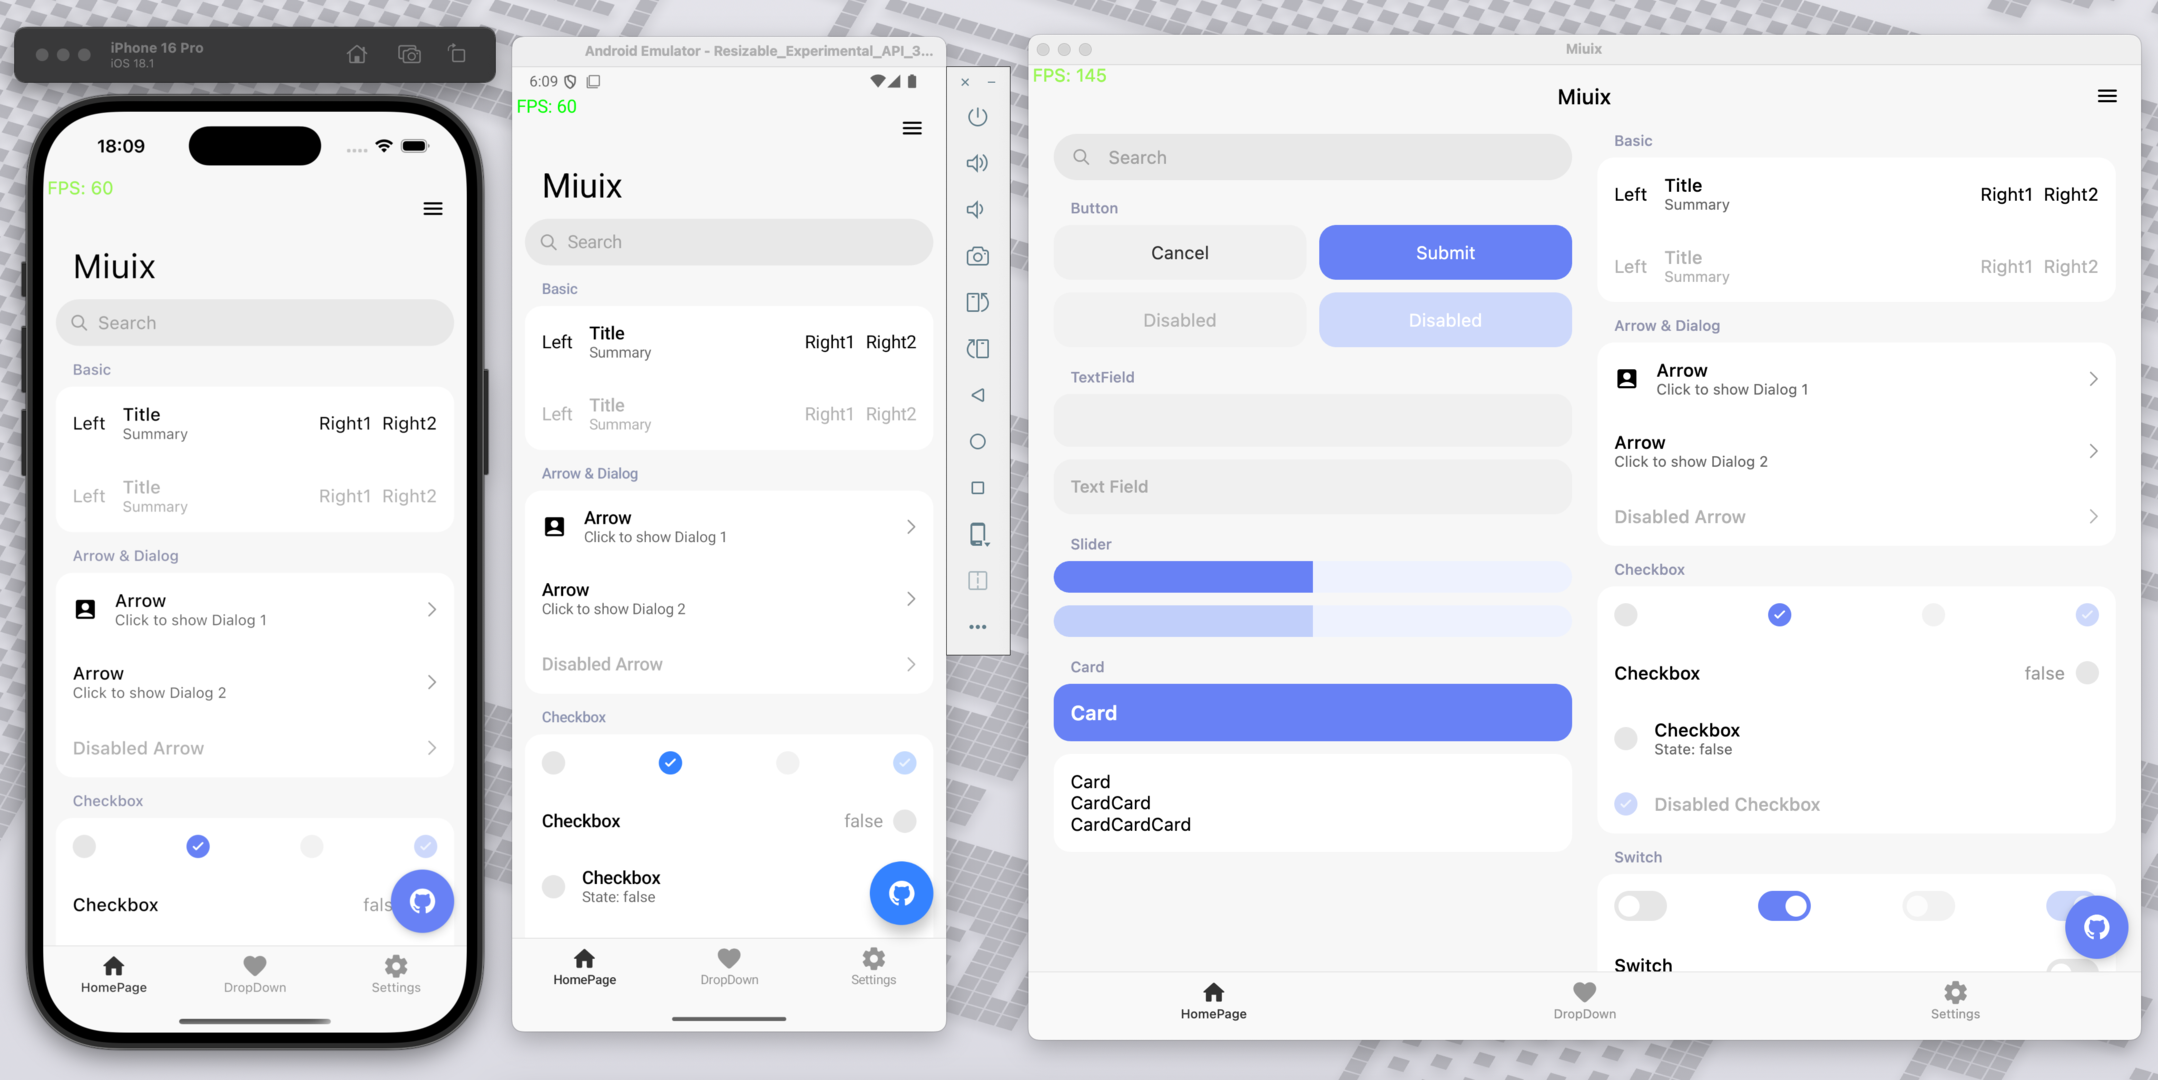 iPhone 16 Pro
iOS 18.1
18:09
FPS: 60
Miuix
Search
Basic
Left Title Right1 Right2
Summary
Left Title Right1 Right2
Summary
Arrow & Dialog
Arrow
Click to show Dialog 1
Arrow
Click to show Dialog 2
Disabled Arrow
Checkbox
Checkbox fals
HomePage DropDown Settings
Android Emulator - Resizable_Experimental_API_3...
6:09
FPS: 60
Miuix
Search
Basic
Left Title Right1 Right2
Summary
Left Title Right1 Right2
Summary
Arrow & Dialog
Arrow
Click to show Dialog 1
Arrow
Click to show Dialog 2
Disabled Arrow
Checkbox
Checkbox false
Checkbox
State: false
HomePage DropDown Settings
Miuix
FPS: 145
Miuix
Search
Button
Cancel Submit
Disabled Disabled
TextField
Text Field
Slider
Card
Card
Card
CardCard
CardCardCard
Basic
Left Title Right1 Right2
Summary
Left Title Right1 Right2
Summary
Arrow & Dialog
Arrow
Click to show Dialog 1
Arrow
Click to show Dialog 2
Disabled Arrow
Checkbox
Checkbox false
Checkbox
State: false
Disabled Checkbox
Switch
Switch
HomePage DropDown Settings